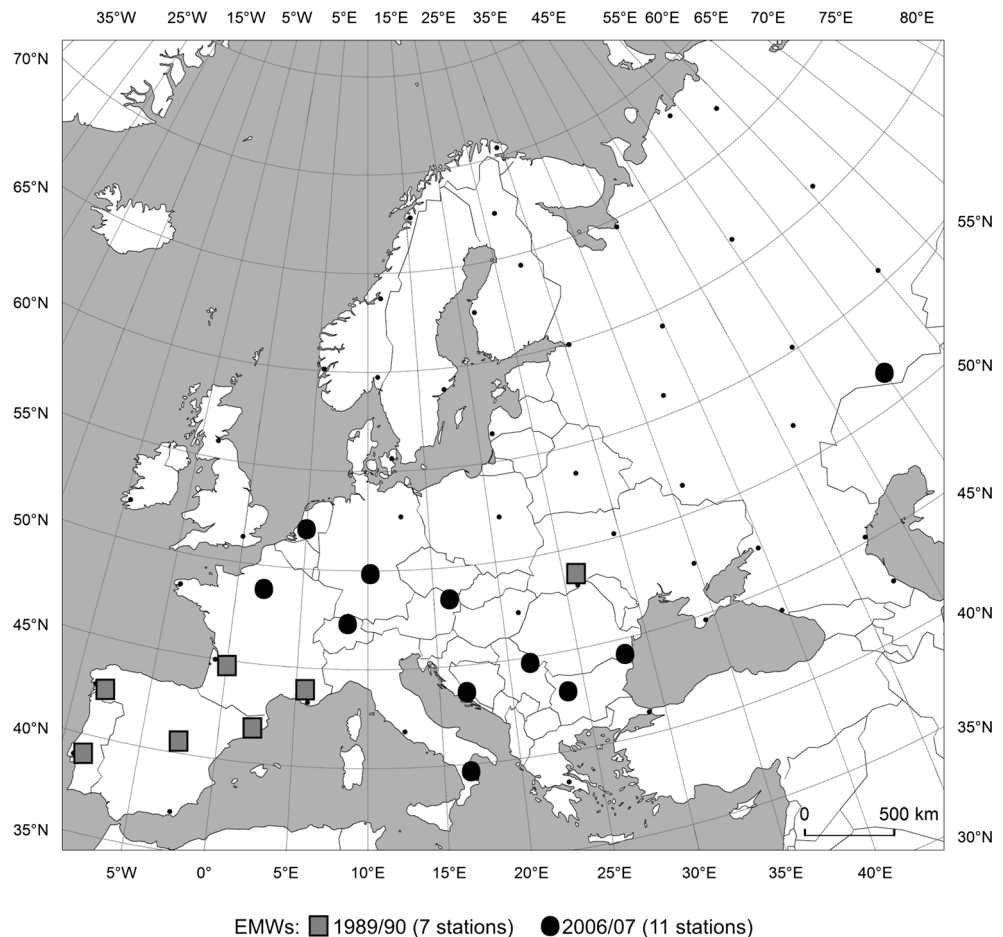 35°W 25°W 15°W 5°W 5°E 15°E 25°E 35°E 45°E 55°E 60°E 65°E 70°E 75°E 80°E
70°N
65°N
55°N
60°N
50°N
55°N
45°N
50°N
40°N
45°N
35°N
40°N
0 500 km
35°N
30°N
5°W 0° 5°E 10°E 15°E 20°E 25°E 30°E 35°E 40°E
EMWs: 1989/90 (7 stations) 2006/07 (11 stations)